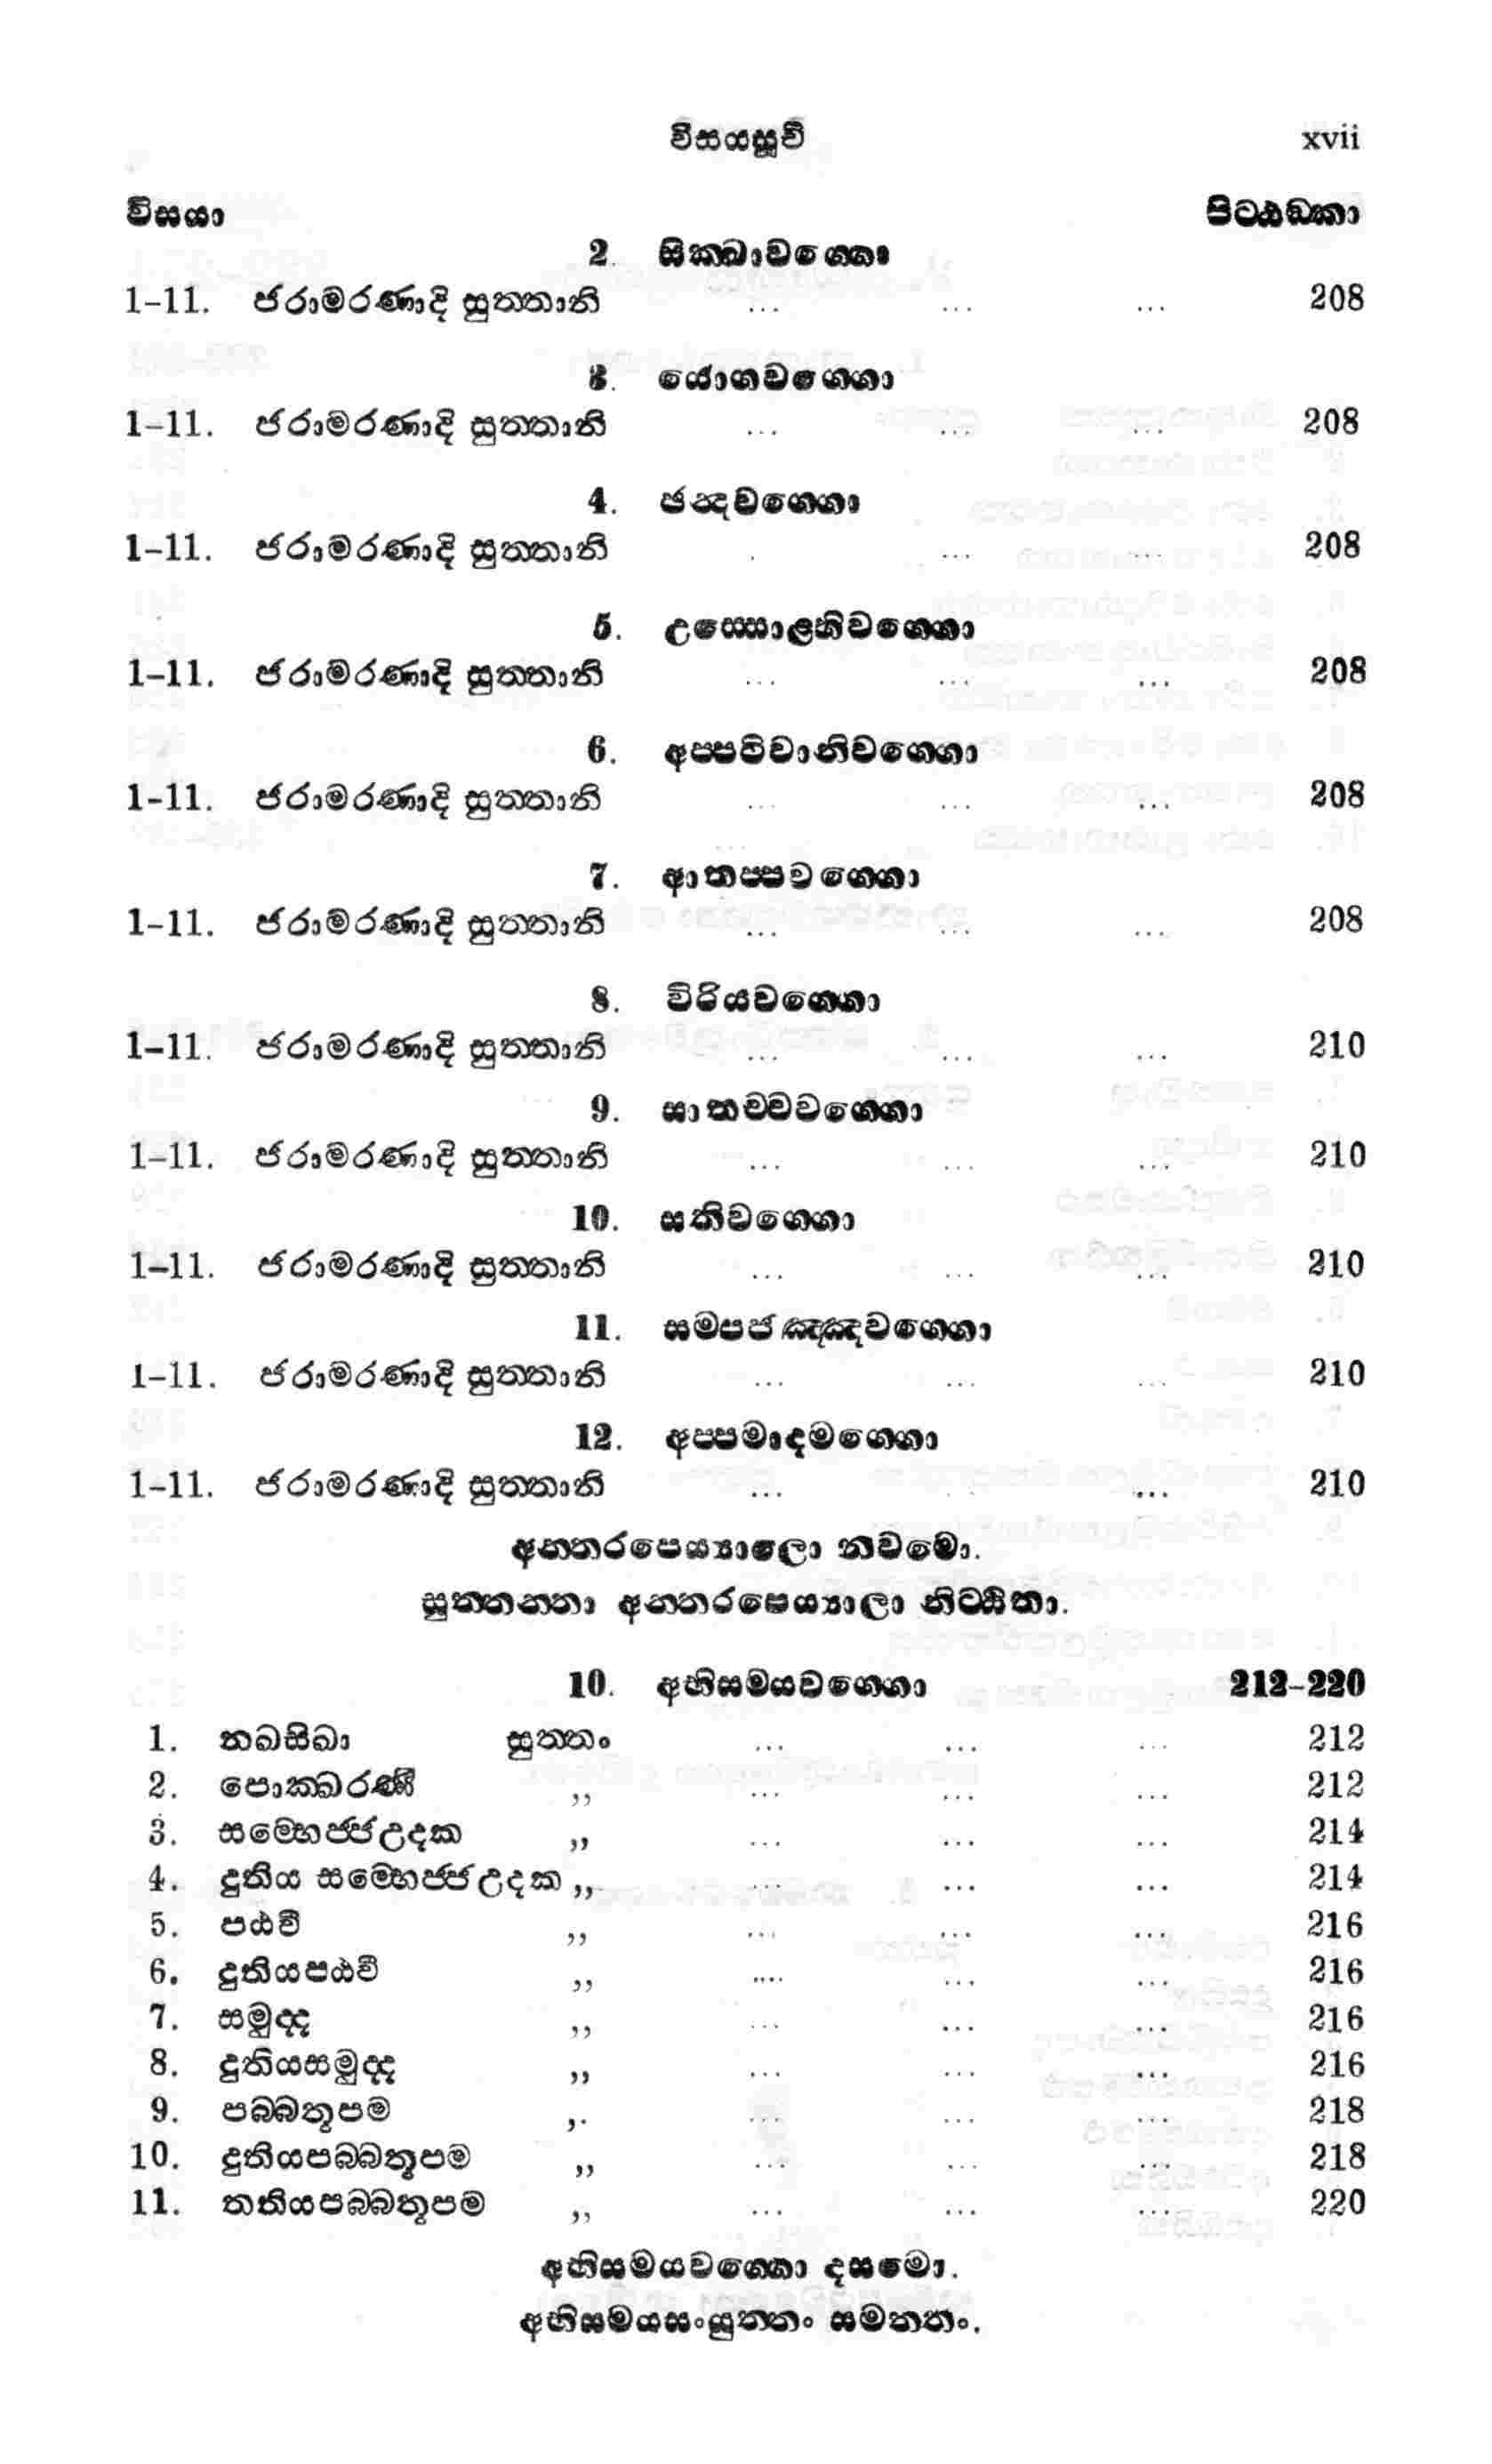 විසයසූචි xvii
විසයා පිට්ඨඞ්කා
2. සික්ඛාවග්ගො
1-11. ජරාමරණාදි සුත්තානි ... ... ... 208
3. යොගවග්ගො
1-11. ජරාමරණාදි සුත්තානි ... ... ... 208
4. ඡන්දවග්ගො
1-11. ජරාමරණාදි සුත්තානි . ... ... 208
5. උස්සොළ්හිවග්ගො
1-11. ජරාමරණාදි සුත්තානි ... ... ... 208
6. අප්පටිවානිවග්ගො
1-11. ජරාමරණාදි සුත්තානි ... ... ... 208
7. ආතප්පවග්ගො
1-11. ජරාමරණාදි සුත්තානි ... ... ... 208
8. විරියවග්ගො
1-11. ජරාමරණාදි සුත්තානි ... ... ... 210
9. සාතච්චවග්ගො
1-11. ජරාමරණාදි සුත්තානි ... ... ... 210
10. සතිවග්ගො
1-11. ජරාමරණාදි සුත්තානි ... ... ... 210
11. සම්පජඤ්ඤවග්ගො
1-11. ජරාමරණාදි සුත්තානි ... ... ... 210
12. අප්පමාදමග්ගො
1-11. ජරාමරණාදි සුත්තානි ... .. ... 210
අන්තරපෙය්‍යාලො නවමො.
සුත්තන්තා අන්තරපෙය්‍යාලා නිට්ඨිතා.
10. අභිසමයවග්ගො 212-220
1. නඛසිඛා සුත්තං ... ... ... 212
2. පොක්ඛරණී ,, ... ... ... 212
3. සම්භෙජ්ජඋදක ,, ... ... ... 214
4. දුතිය සම්භෙජ්ජඋදක ,, ... ... ... 214
5. පඨවී ,, ... ... ... 216
6. දුතියපඨවී ,, .... ... ... 216
7. සමුද්ද ,, ... ... ... 216
8. දුතියසමුද්ද ,, ... ... ... 216
9. පබ්බතූපම ,. ... ... ... 218
10. දුතියපබ්බතූපම ,, ... ... ... 218
11. තතියපබ්බතූපම ,, ... ... ... 220
අභිසමයවග්ගො දසමො.
අභිසමයසංයුත්තං සමත්තං.